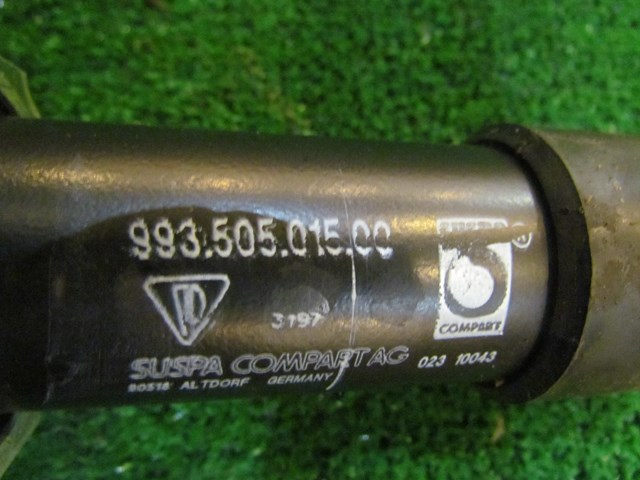 993.505.015.00
3197
COMPART
SUSPA COMPART AG 023 10043
90518 ALTDORF GERMANY